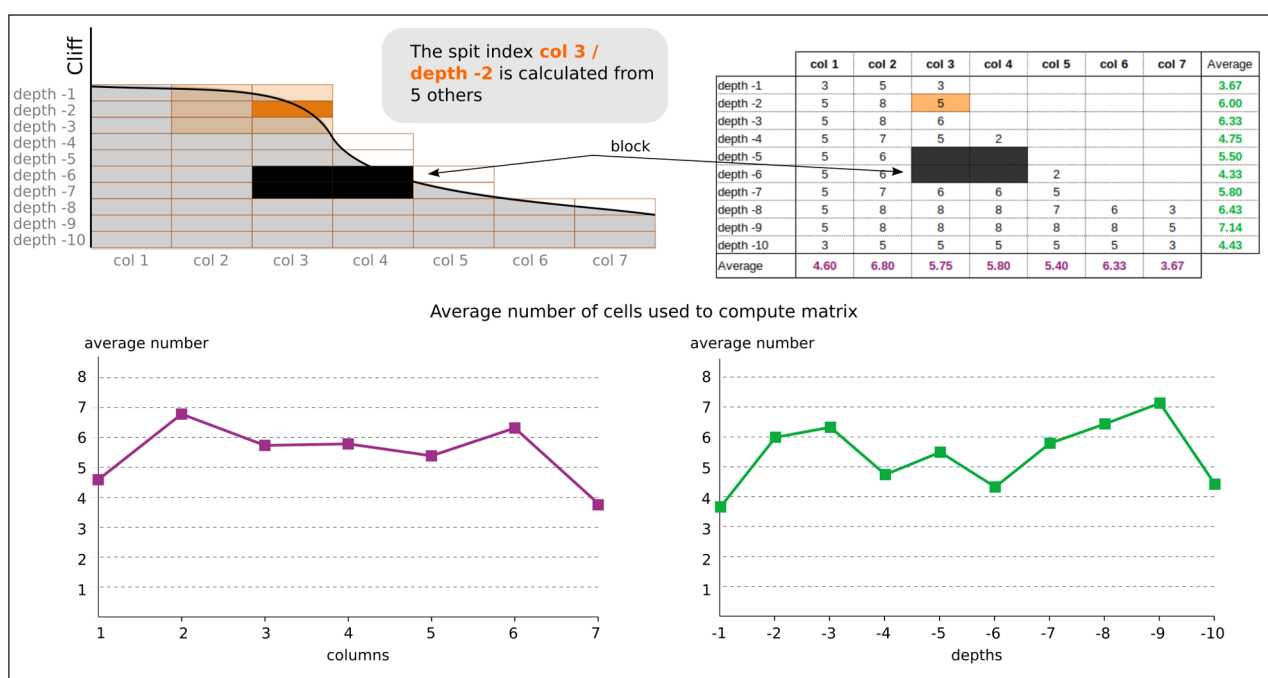 Cliff
The spit index col 3 /
depth -2 is calculated from
5 others
depth -1
depth -2
depth -3
depth -4
depth -5
depth -6
depth -7
depth -8
depth -9
depth -10
col 1 col 2 col 3 col 4 col 5 col 6 col 7
block
col 1 col 2 col 3 col 4 col 5 col 6 col 7 Average
depth -1 3 5 3 3.67
depth -2 5 8 5 6.00
depth -3 5 8 6 6.33
depth -4 5 7 5 2 4.75
depth -5 5 6 5.50
depth -6 5 6 2 4.33
depth -7 5 7 6 6 5 5.80
depth -8 5 8 8 8 7 6 3 6.43
depth -9 5 8 8 8 8 8 5 7.14
depth -10 3 5 5 5 5 5 3 4.43
Average 4.60 6.80 5.75 5.80 5.40 6.33 3.67
Average number of cells used to compute matrix
average number
8
7
6
5
4
3
2
1
1 2 3 4 5 6 7
columns
average number
8
7
6
5
4
3
2
1
-1 -2 -3 -4 -5 -6 -7 -8 -9 -10
depths